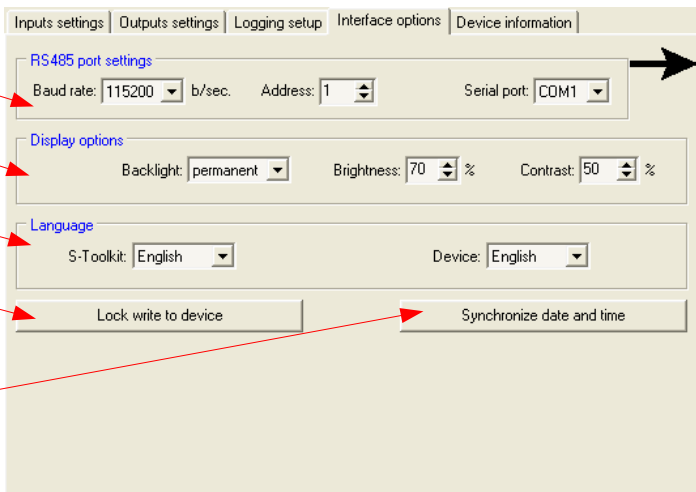 Inputs settings Outputs settings Logging setup Interface options Device information
RS485 port settings
Baud rate: 115200 b/sec. Address: 1 Serial port: COM1
Display options
Backlight: permanent Brightness: 70 % Contrast: 50 %
Language
S-Toolkit: English Device: English
Lock write to device Synchronize date and time